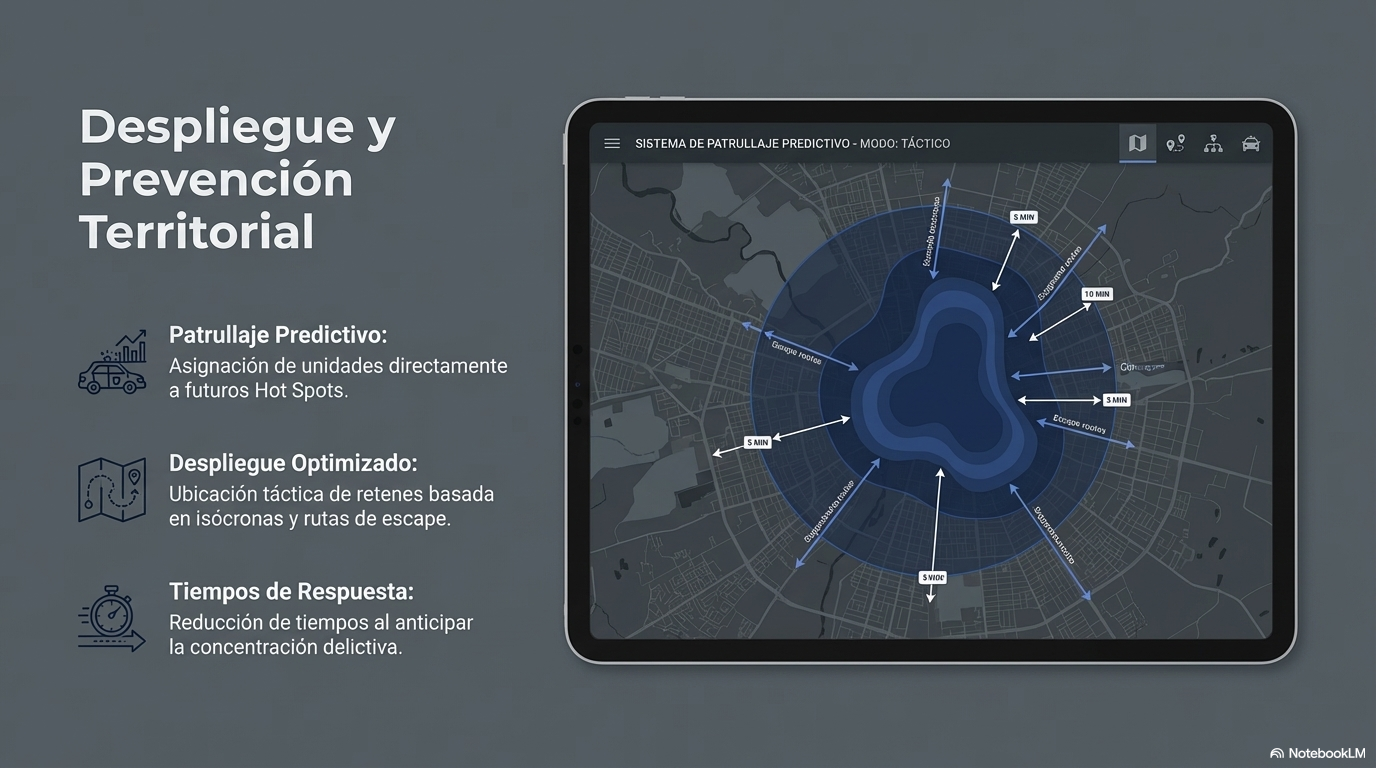 Despliegue y
Prevención
Territorial
Patrullaje Predictivo:
Asignación de unidades directamente
a futuros Hot Spots.
Despliegue Optimizado:
Ubicación táctica de retenes basada
en isócronas y rutas de escape.
Tiempos de Respuesta:
Reducción de tiempos al anticipar
la concentración delictiva.
SISTEMA DE PATRULLAJE PREDICTIVO - MODO: TÁCTICO
5 MIN
10 MIN
3 MIN
5 MIN
NotebookLM